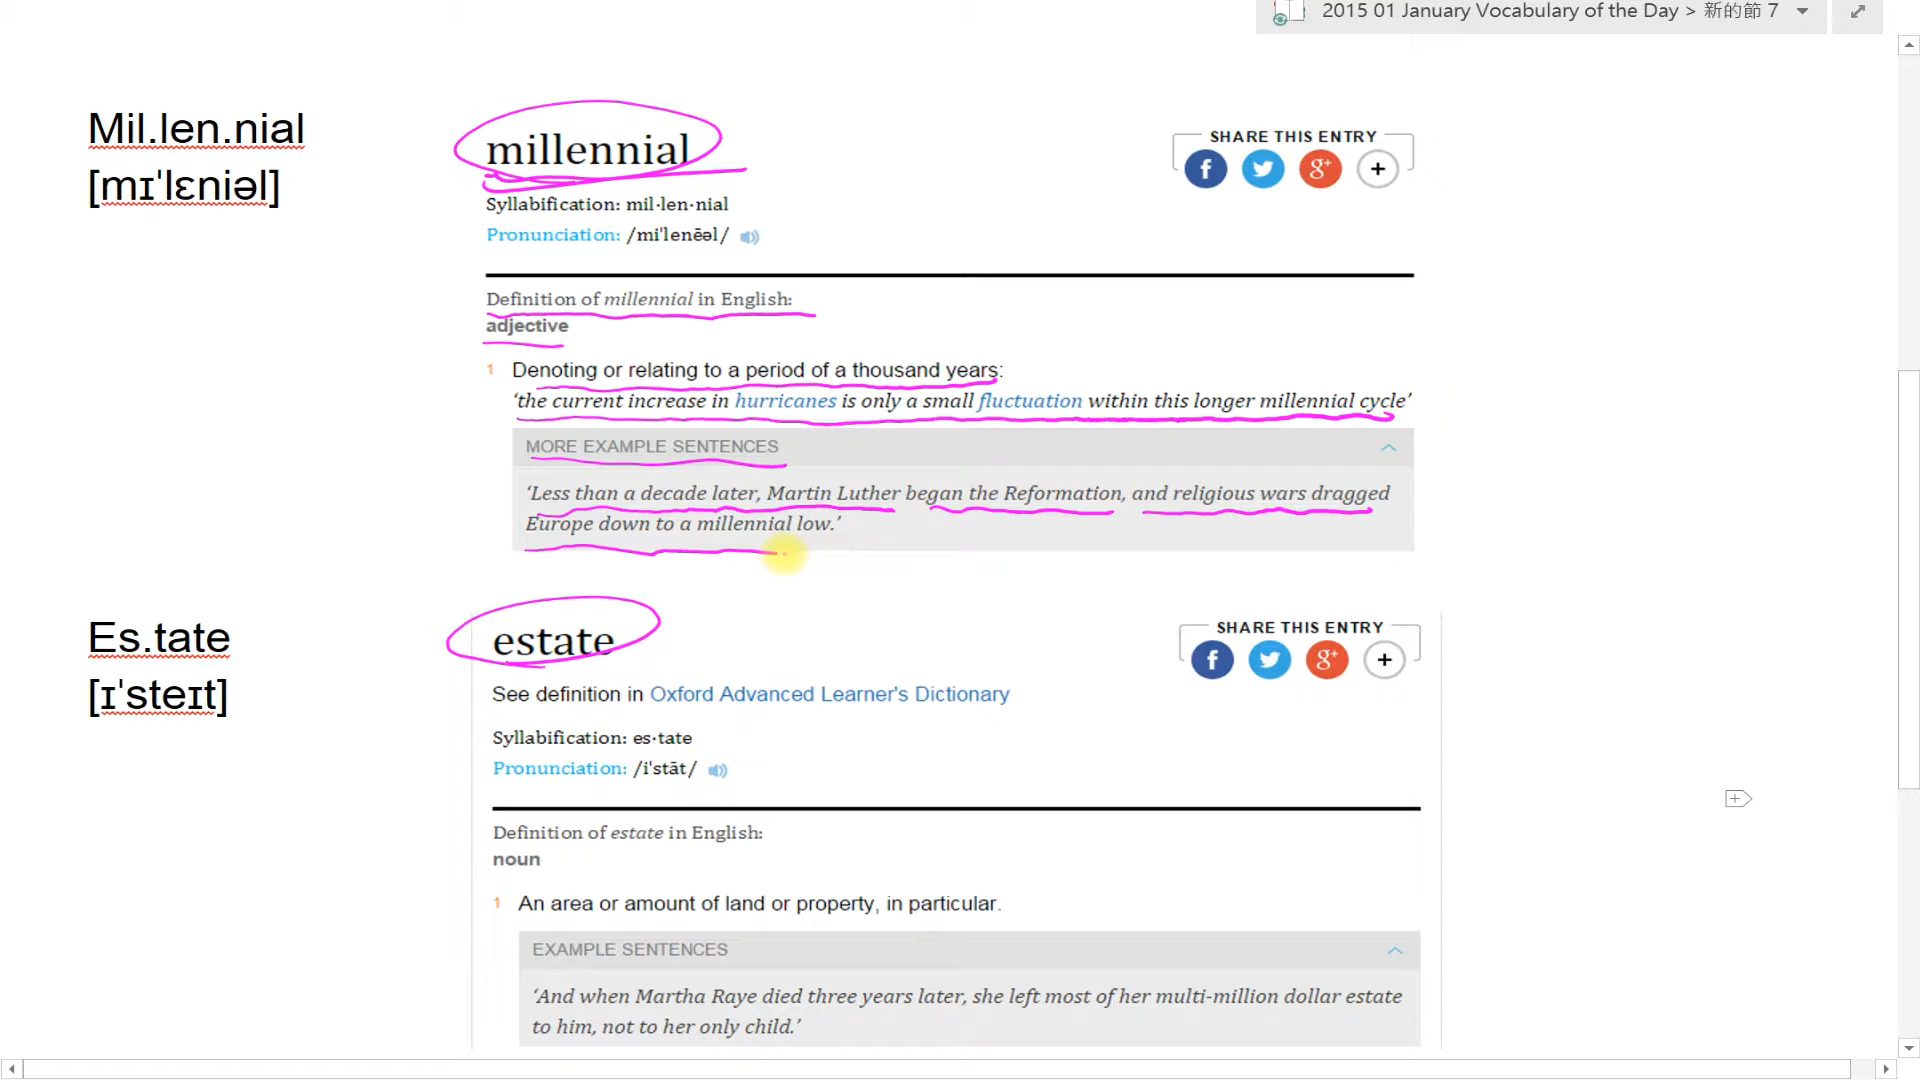 2015 01 January Vocabulary of the Day > 新的節 7
Mil.len.nial
[mɪˈlɛniəl]
millennial
SHARE THIS ENTRY
Syllabification: mil·len·nial
Pronunciation: /miˈlenēəl/
Definition of millennial in English:
adjective
1 Denoting or relating to a period of a thousand years:
‘the current increase in hurricanes is only a small fluctuation within this longer millennial cycle’
MORE EXAMPLE SENTENCES
‘Less than a decade later, Martin Luther began the Reformation, and religious wars dragged
Europe down to a millennial low.’
Es.tate
[ɪˈsteɪt]
estate
SHARE THIS ENTRY
See definition in Oxford Advanced Learner's Dictionary
Syllabification: es·tate
Pronunciation: /iˈstāt/
Definition of estate in English:
noun
1 An area or amount of land or property, in particular.
EXAMPLE SENTENCES
‘And when Martha Raye died three years later, she left most of her multi-million dollar estate
to him, not to her only child.’